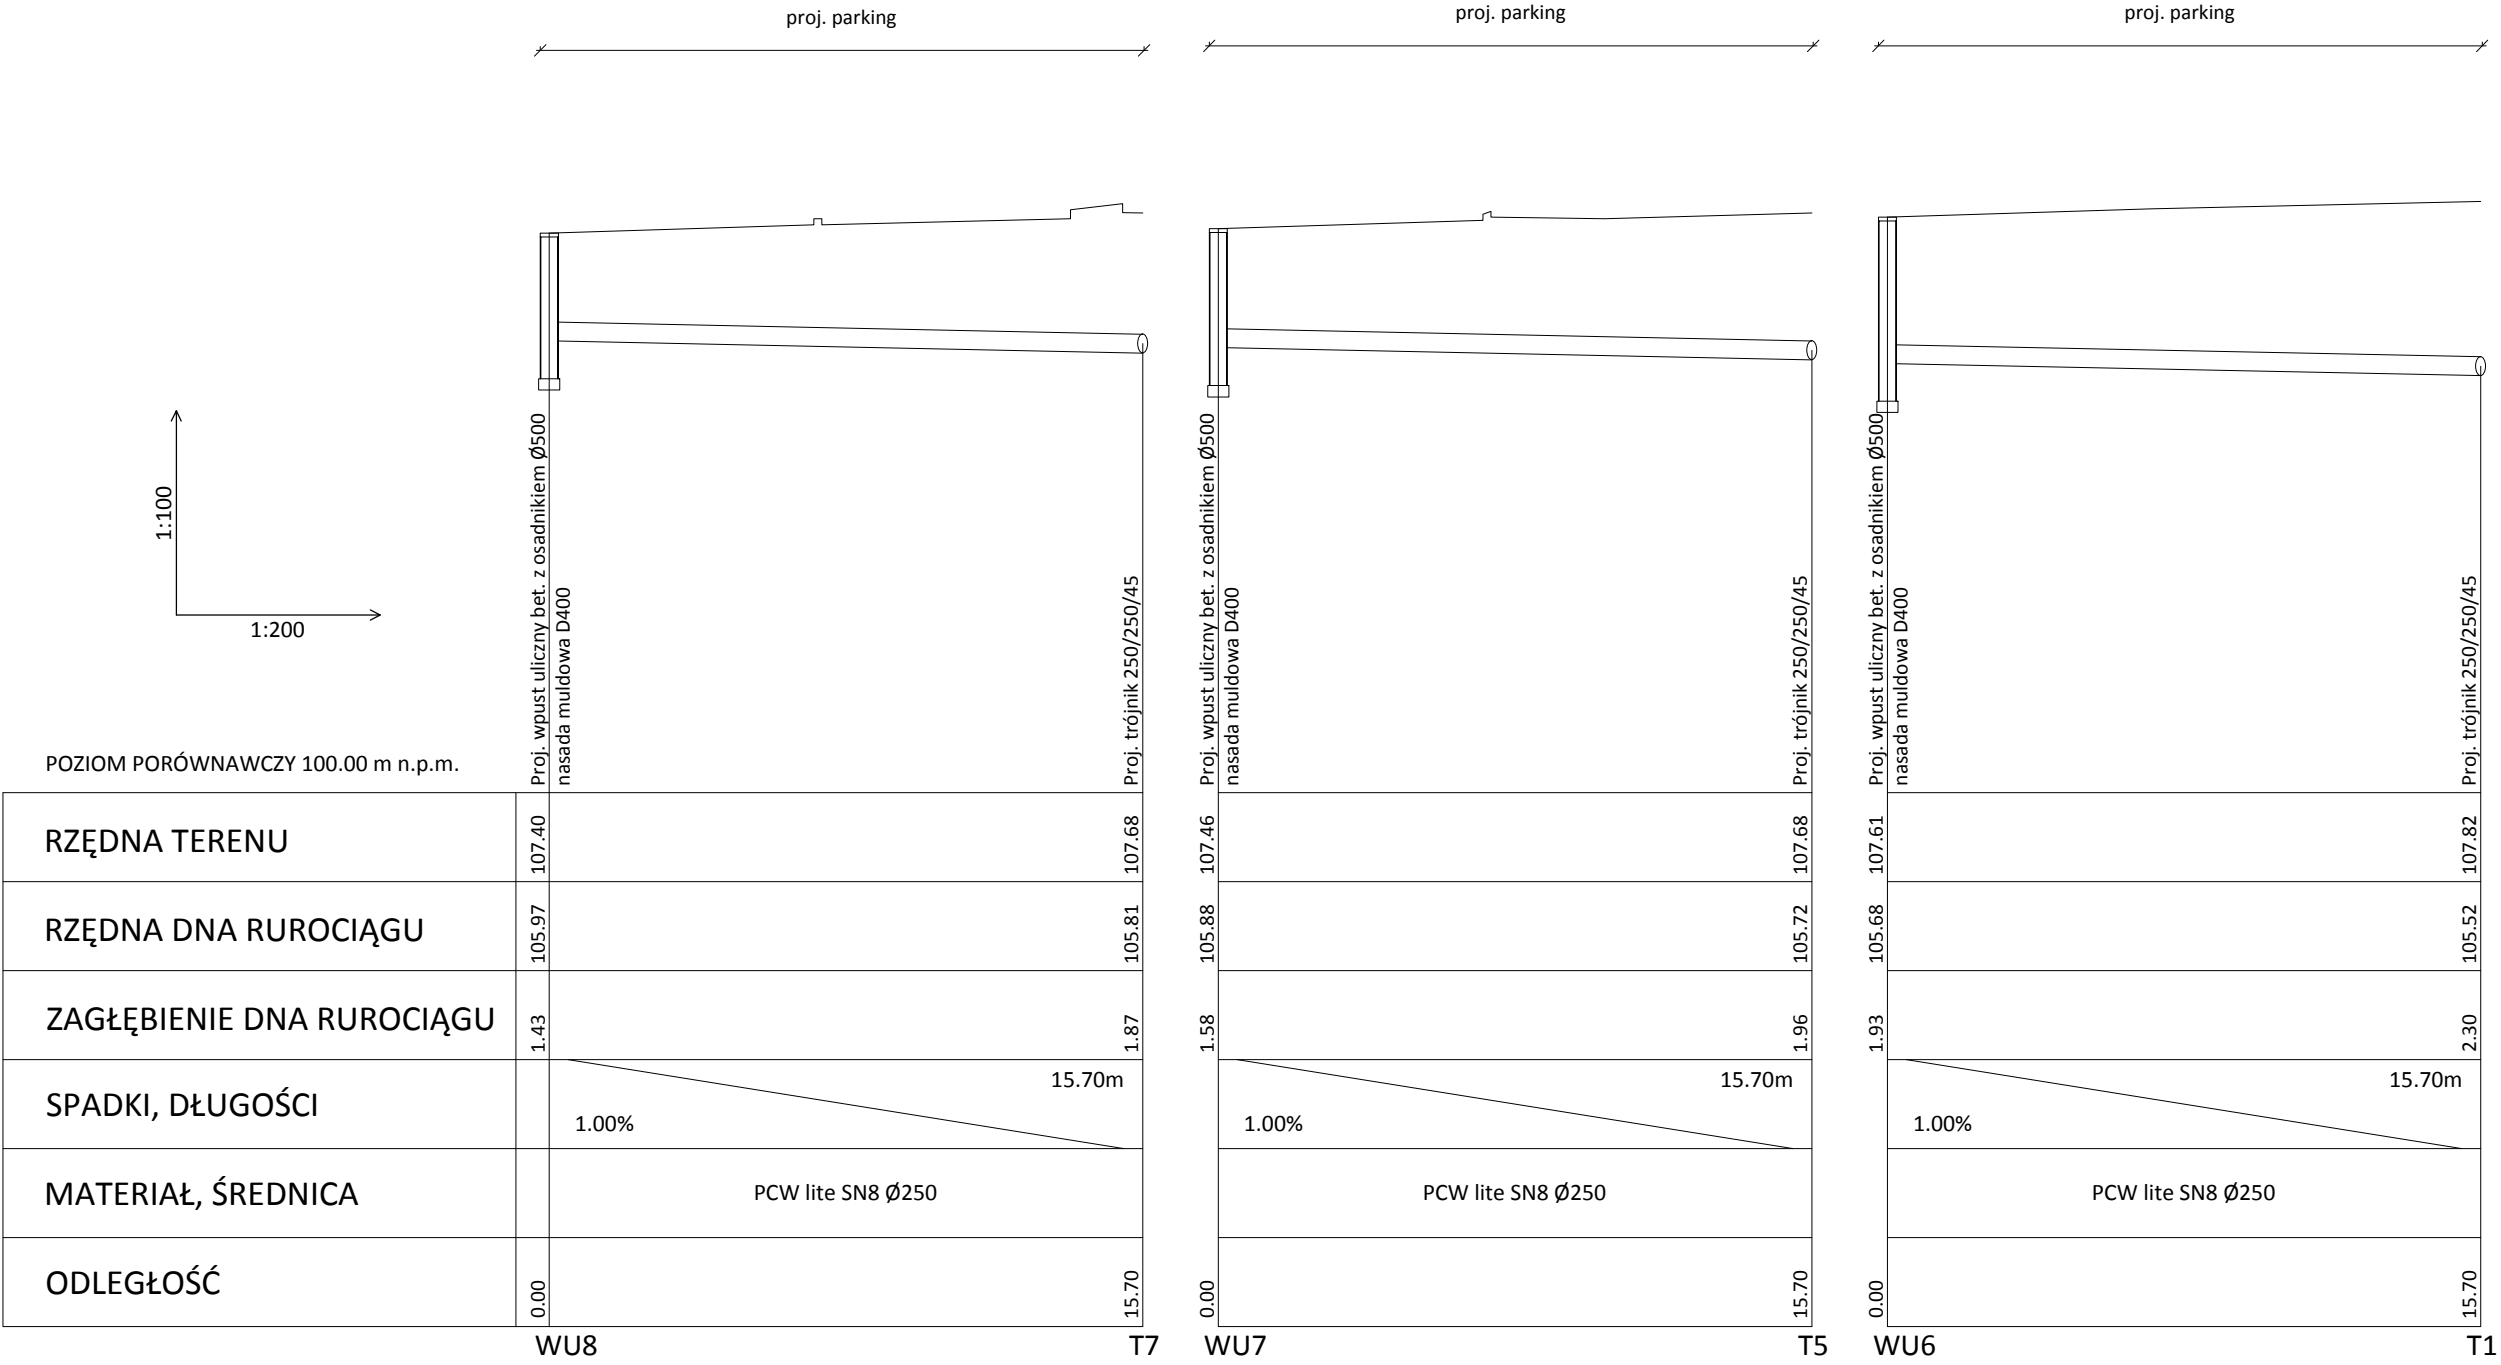 proj. parking
proj. parking
proj. parking
1:100
1:200
Proj. wpust uliczny bet. z osadnikiem Ø500
nasada muldowa D400
Proj. trójnik 250/250/45
Proj. wpust uliczny bet. z osadnikiem Ø500
nasada muldowa D400
Proj. trójnik 250/250/45
Proj. wpust uliczny bet. z osadnikiem Ø500
nasada muldowa D400
Proj. trójnik 250/250/45
POZIOM PORÓWNAWCZY 100.00 m n.p.m.
RZĘDNA TERENU 107.40 107.68 107.46 107.68 107.61 107.82
RZĘDNA DNA RUROCIĄGU 105.97 105.81 105.88 105.72 105.68 105.52
ZAGŁĘBIENIE DNA RUROCIĄGU 1.43 1.87 1.58 1.96 1.93 2.30
15.70m 15.70m 15.70m
SPADKI, DŁUGOŚCI
1.00% 1.00% 1.00%
MATERIAŁ, ŚREDNICA PCW lite SN8 Ø250 PCW lite SN8 Ø250 PCW lite SN8 Ø250
ODLEGŁOŚĆ 0.00 15.70 0.00 15.70 0.00 15.70
WU8 T7 WU7 T5 WU6 T1